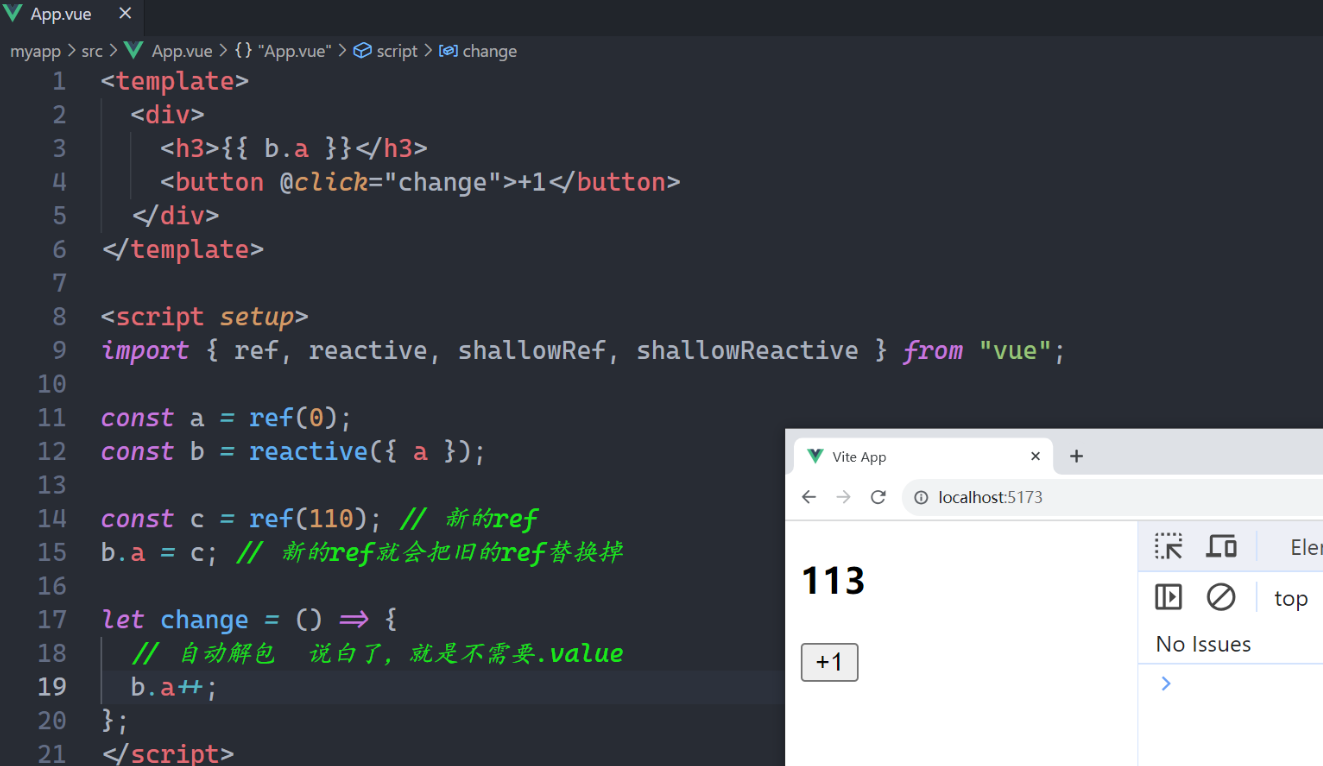 App.vue ×
myapp > src > App.vue > {} "App.vue" > script > change
1 <template>
2 <div>
3 <h3>{{ b.a }}</h3>
4 <button @click="change">+1</button>
5 </div>
6 </template>
7
8 <script setup>
9 import { ref, reactive, shallowRef, shallowReactive } from "vue";
10
11 const a = ref(0);
12 const b = reactive({ a });
13
14 const c = ref(110); // 新的ref
15 b.a = c; // 新的ref就会把旧的ref替换掉
16
17 let change = () => {
18 // 自动解包 说白了, 就是不需要.value
19 b.a++;
20 };
21 </script>
Vite App × +
localhost:5173
113
+1
Eler
top
No Issues